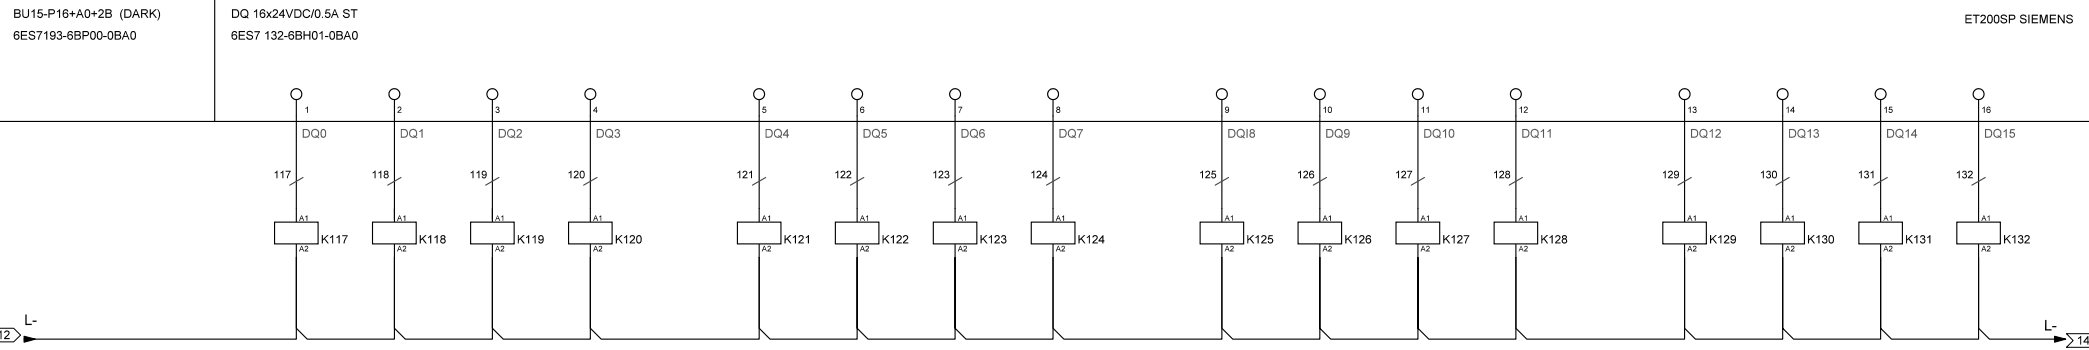 BU15-P16+A0+2B (DARK)
6ES7193-6BP00-0BA0
DQ 16x24VDC/0.5A ST
6ES7 132-6BH01-0BA0
ET200SP SIEMENS
1 2 3 4 5 6 7 8 9 10 11 12 13 14 15 16
DQ0 DQ1 DQ2 DQ3 DQ4 DQ5 DQ6 DQ7 DQI8 DQ9 DQ10 DQ11 DQ12 DQ13 DQ14 DQ15
117 118 119 120 121 122 123 124 125 126 127 128 129 130 131 132
A1 A1 A1 A1 A1 A1 A1 A1 A1 A1 A1 A1 A1 A1 A1 A1
K117 K118 K119 K120 K121 K122 K123 K124 K125 K126 K127 K128 K129 K130 K131 K132
A2 A2 A2 A2 A2 A2 A2 A2 A2 A2 A2 A2 A2 A2 A2 A2
L- L-
12 14